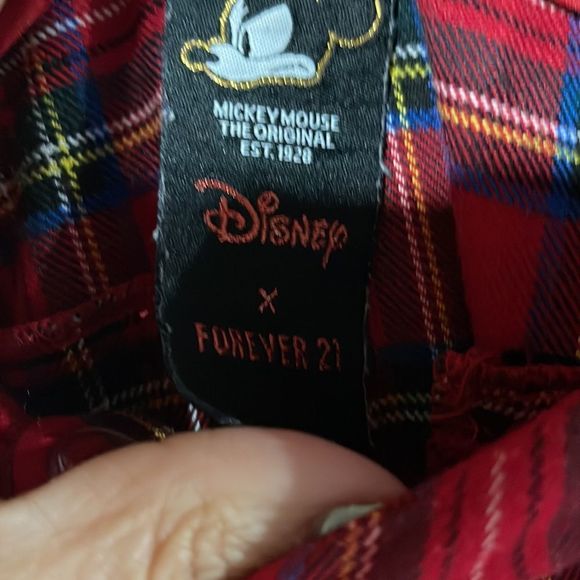 MICKEY MOUSE
THE ORIGINAL
EST. 1928
Disney
X
FOREVER 21